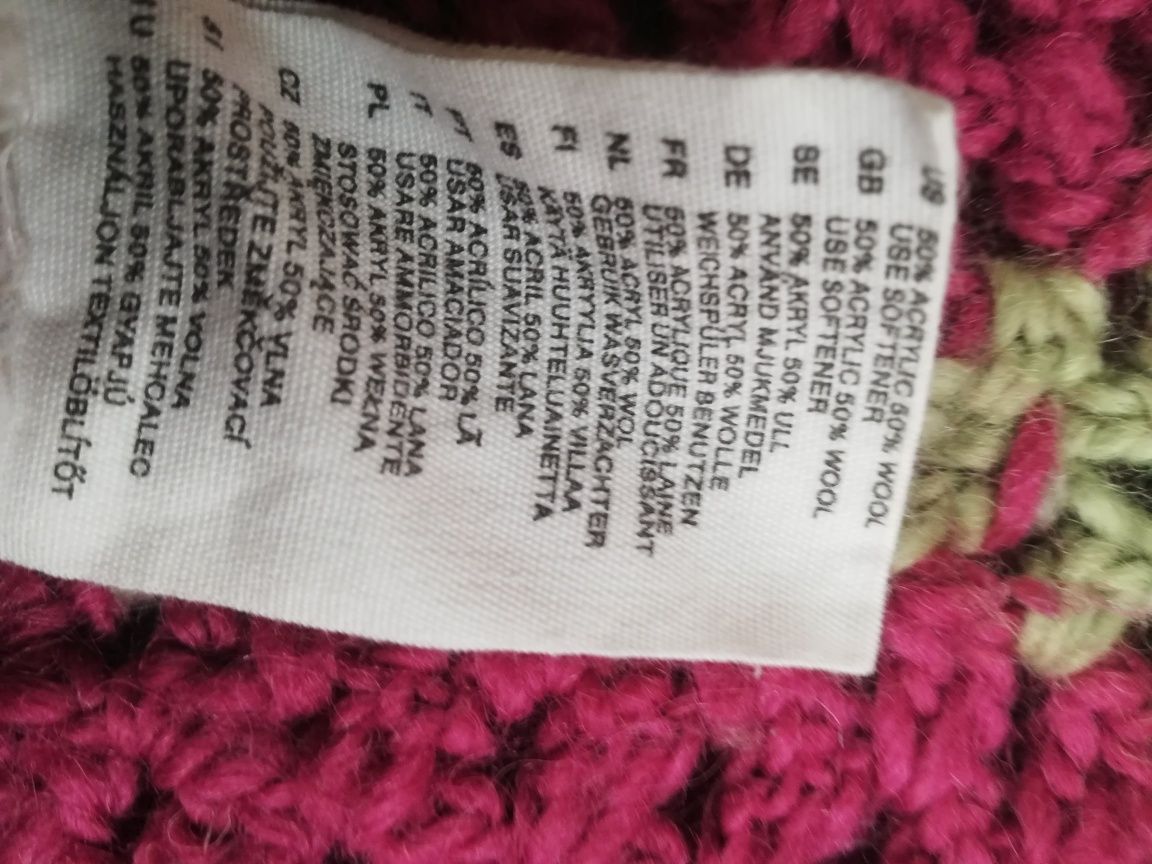 US 50% ACRYLIC 50% WOOL
USE SOFTENER
GB 50% ACRYLIC 50% WOOL
USE SOFTENER
SE 50% AKRYL 50% ULL
ANVÄND MJUKMEDEL
DE 50% ACRYL 50% WOLLE
WEICHSPÜLER BENUTZEN
FR 50% ACRYLIQUE 50% LAINE
UTILISER UN ADOUCISSANT
NL 50% ACRYL 50% WOL
GEBRUIK WASVERZACHTER
FI 50% AKRYYLIA 50% VILLAA
KÄYTÄ HUUHTELUAINETTA
ES 50% ACRIL 50% LANA
USAR SUAVIZANTE
PT 50% ACRÍLICO 50% LÃ
USAR AMACIADOR
IT 50% ACRILICO 50% LANA
USARE AMMORBIDENTE
PL 50% AKRYL 50% WEŁNA
STOSOWAĆ ŚRODKI
ZMIĘKCZAJĄCE
CZ 50% AKRYL 50% VLNA
POUŽIJTE ZMĚKČOVACÍ
PROSTŘEDEK
SI 50% AKRYL 50% VOLNA
UPORABLJAJTE MEHČALEC
HU 50% AKRIL 50% GYAPJÚ
HASZNÁLJON TEXTILÖBLÍTŐT